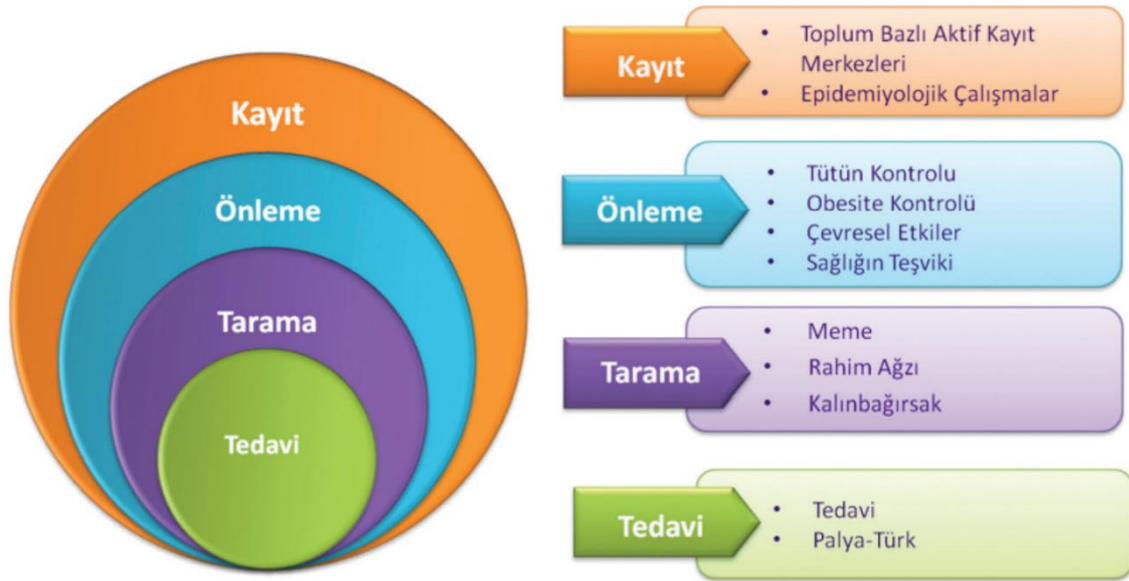 Kayıt
Önleme
Tarama
Tedavi
Kayıt
• Toplum Bazlı Aktif Kayıt
Merkezleri
• Epidemiyolojik Çalışmalar
Önleme
• Tütün Kontrolu
• Obesite Kontrolü
• Çevresel Etkiler
• Sağlığın Teşviki
Tarama
• Meme
• Rahim Ağzı
• Kalınbağırsak
Tedavi
• Tedavi
• Palya-Türk